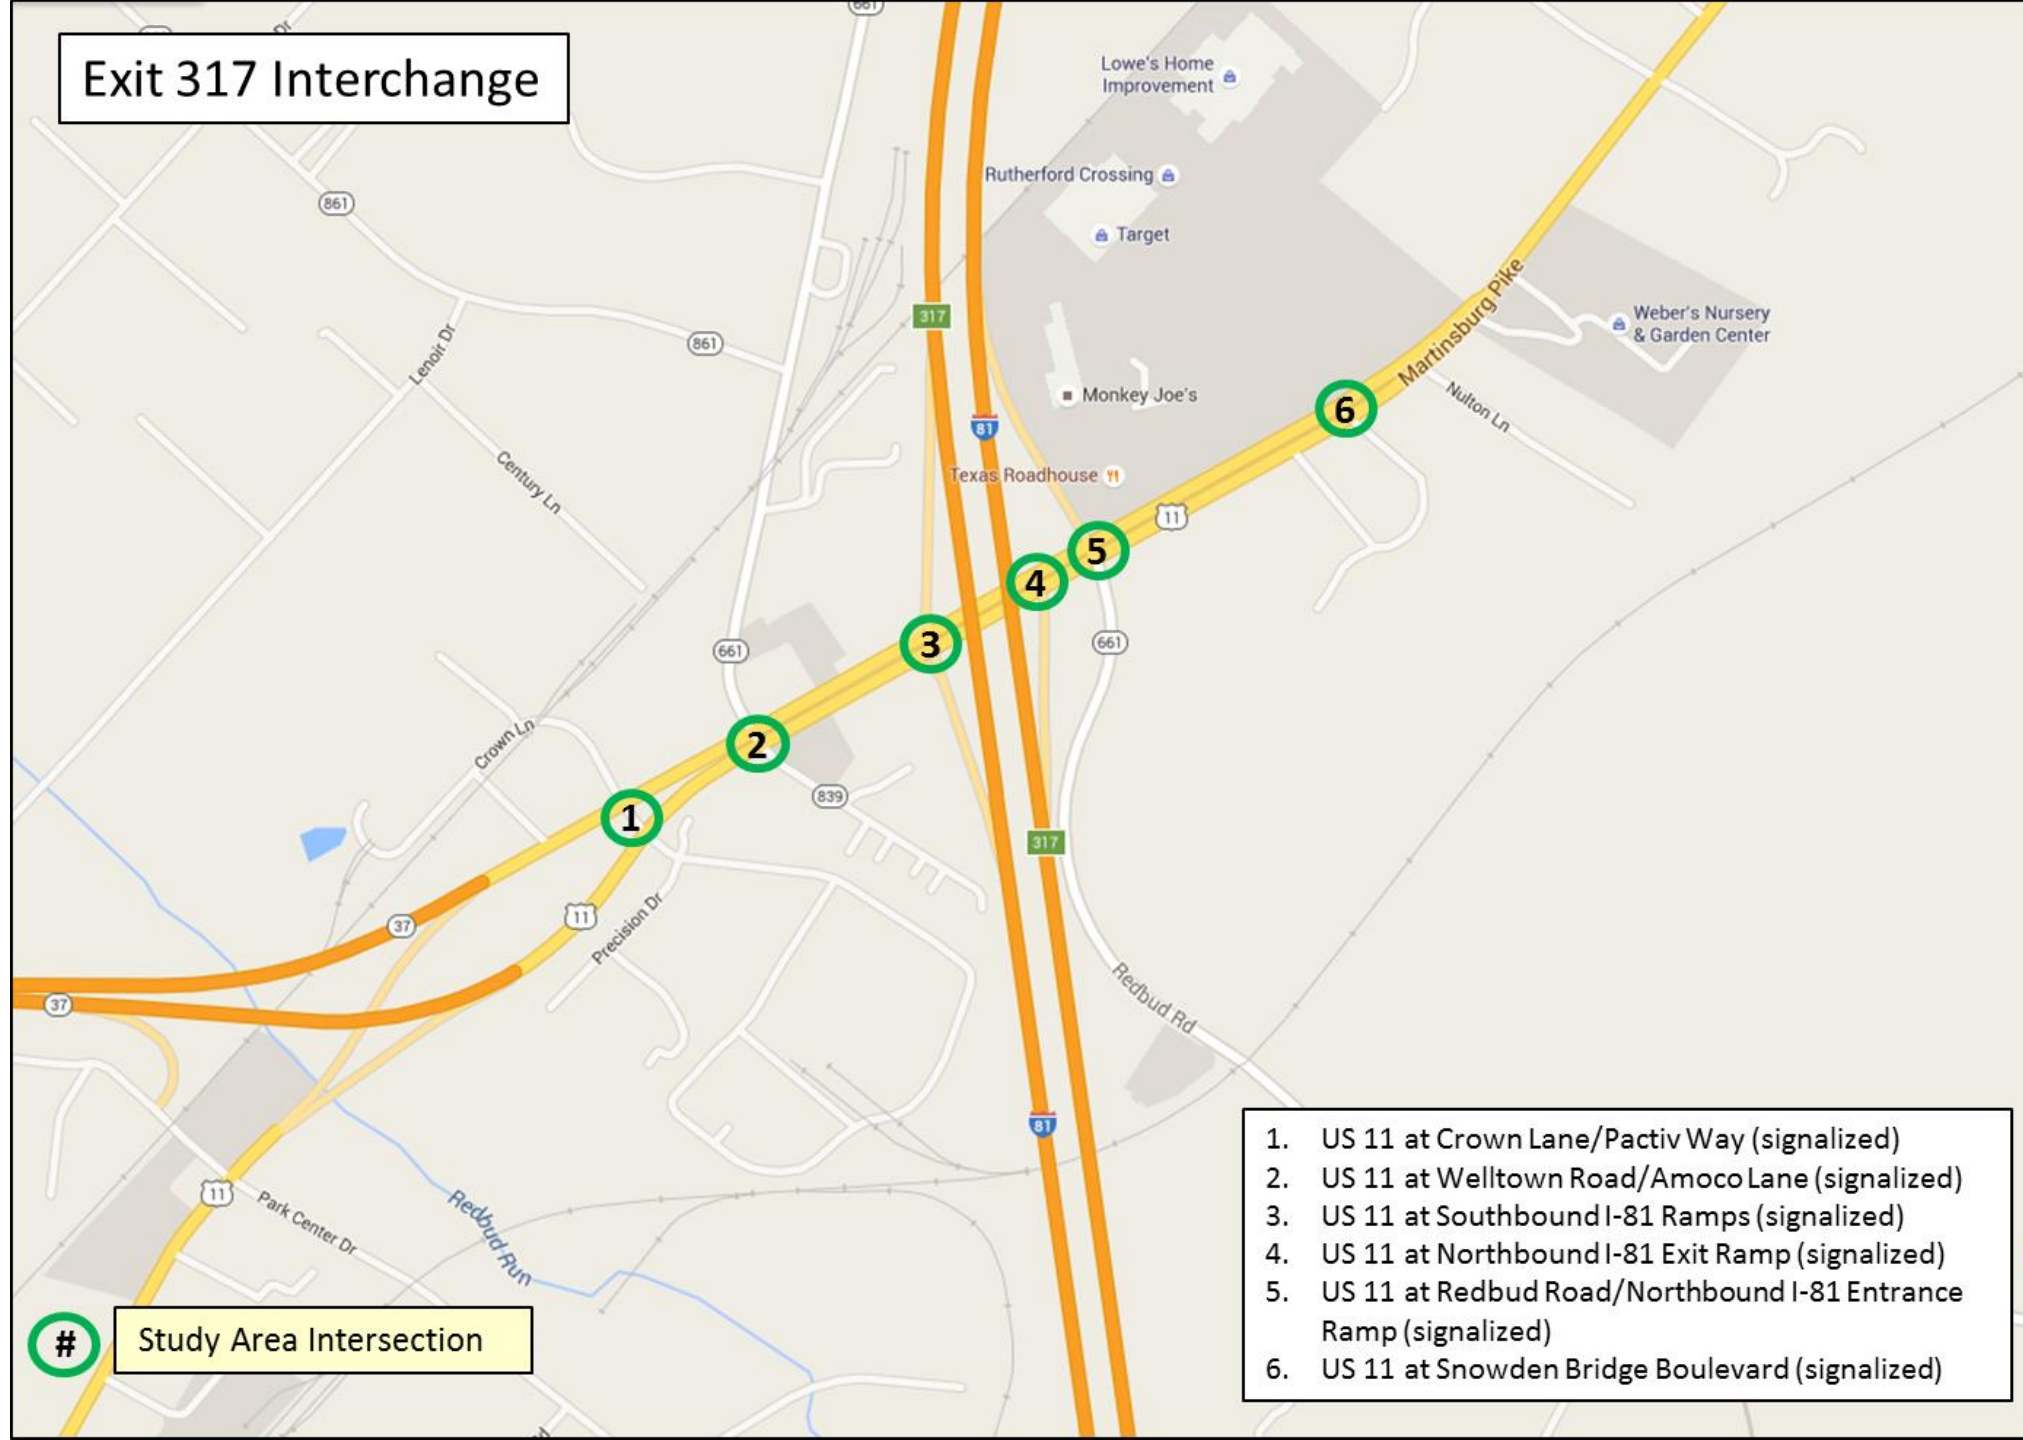 661
Dr
Exit 317 Interchange
Lowe's Home
Improvement
Rutherford Crossing
861
Target
Martinsburg Pike
317
Weber's Nursery
& Garden Center
Lenoir Dr
861
Monkey Joe's
6
Nulton Ln
81
Century Ln
Texas Roadhouse
11
5
4
3
661
661
Crown Ln
2
839
1
317
37
11
Precision Dr
37
Redbud Rd
81
11
Park Center Dr
Redbud Run
1. US 11 at Crown Lane/Pactiv Way (signalized)
2. US 11 at Welltown Road/Amoco Lane (signalized)
3. US 11 at Southbound I-81 Ramps (signalized)
4. US 11 at Northbound I-81 Exit Ramp (signalized)
5. US 11 at Redbud Road/Northbound I-81 Entrance
Ramp (signalized)
6. US 11 at Snowden Bridge Boulevard (signalized)
# Study Area Intersection